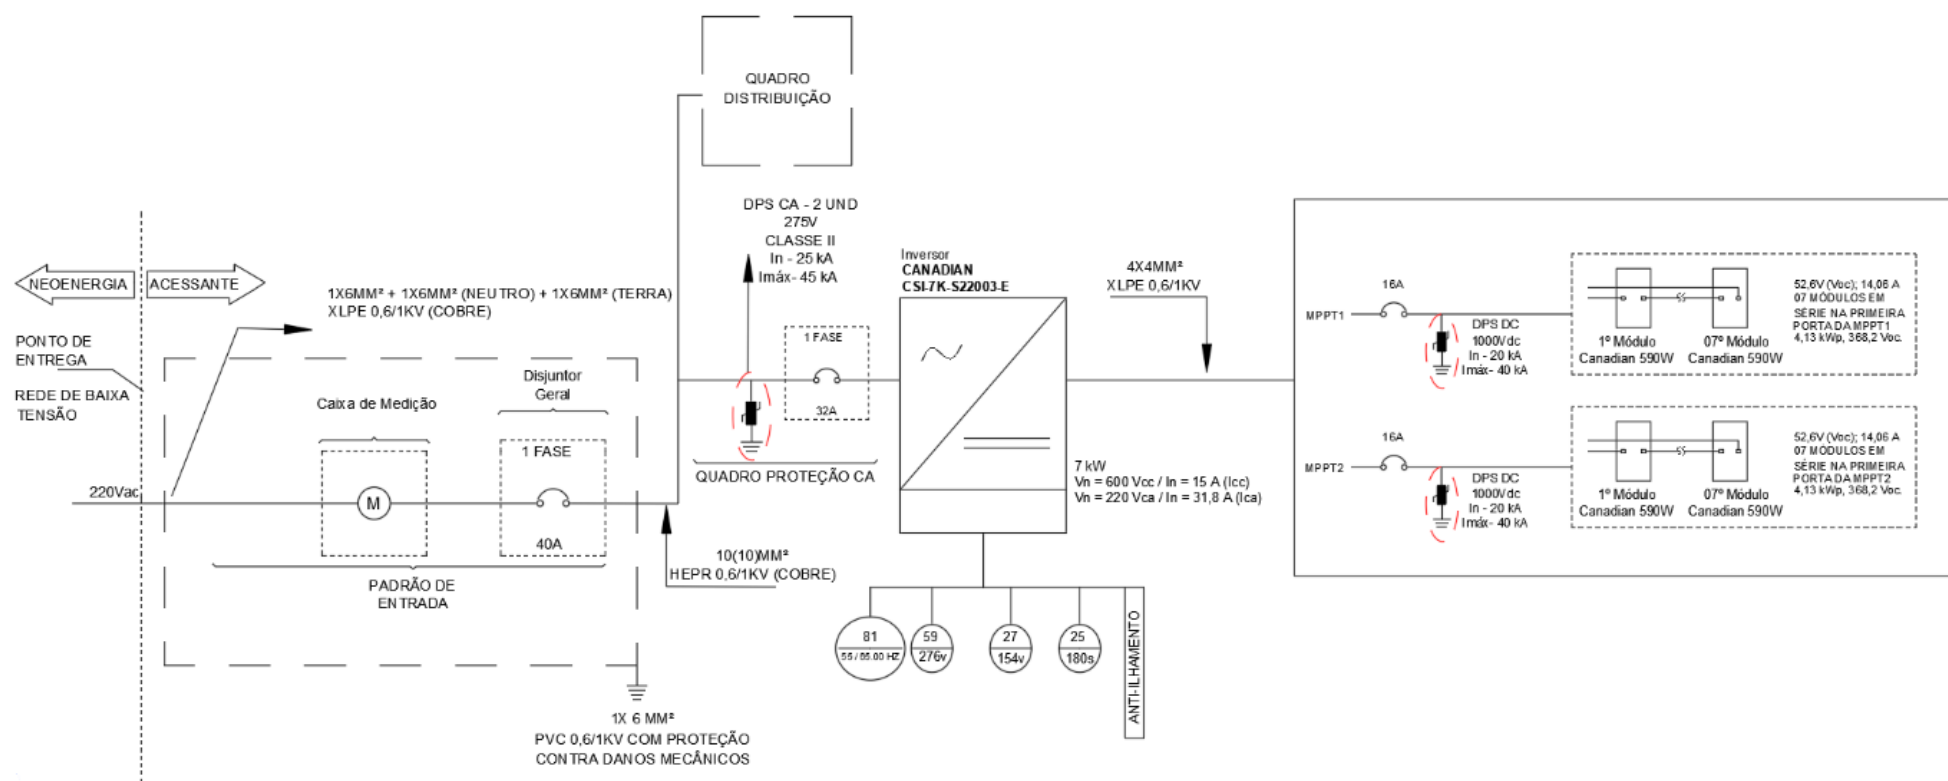 QUADRO
DISTRIBUIÇÃO
DPS CA - 2 UND
275V
CLASSE II
In - 25 kA
Imáx- 45 kA
NEOENERGIA
ACESSANTE
1X6MM² + 1X6MM² (NEUTRO) + 1X6MM² (TERRA)
XLPE 0,6/1KV (COBRE)
PONTO DE
ENTREGA
REDE DE BAIXA
TENSÃO
220Vac
Caixa de Medição
M
Disjuntor
Geral
1 FASE
40A
PADRÃO DE
ENTRADA
1X 6 MM²
PVC 0,6/1KV COM PROTEÇÃO
CONTRA DANOS MECÂNICOS
10(10)MM²
HEPR 0,6/1KV (COBRE)
1 FASE
32A
QUADRO PROTEÇÃO CA
Inversor
CANADIAN
CSI-7K-S22003-E
7 kW
Vn = 600 Vcc / In = 15 A (Icc)
Vn = 220 Vca / In = 31,8 A (Ica)
81
59
276v
27
154v
25
180s
ANTI-ILHAMENTO
4X4MM²
XLPE 0,6/1KV
MPPT1
16A
DPS DC
1000Vdc
In - 20 kA
Imáx- 40 kA
1º Módulo
Canadian 590W
07º Módulo
Canadian 590W
52,6V (Voc); 14,06 A
07 MÓDULOS EM
SÉRIE NA PRIMEIRA
PORTA DA MPPT1
4,13 kWp, 368,2 Voc.
MPPT2
16A
DPS DC
1000Vdc
In - 20 kA
Imáx- 40 kA
1º Módulo
Canadian 590W
07º Módulo
Canadian 590W
52,6V (Voc); 14,06 A
07 MÓDULOS EM
SÉRIE NA PRIMEIRA
PORTA DA MPPT2
4,13 kWp, 368,2 Voc.